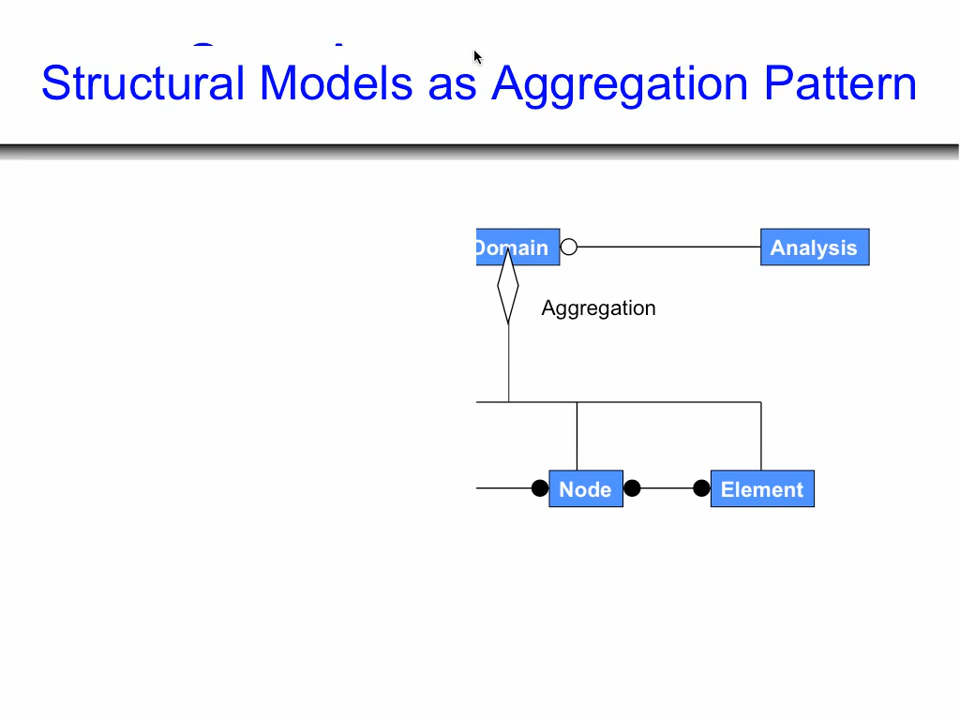 Structural Models as Aggregation Pattern
Domain
Analysis
Aggregation
Node
Element